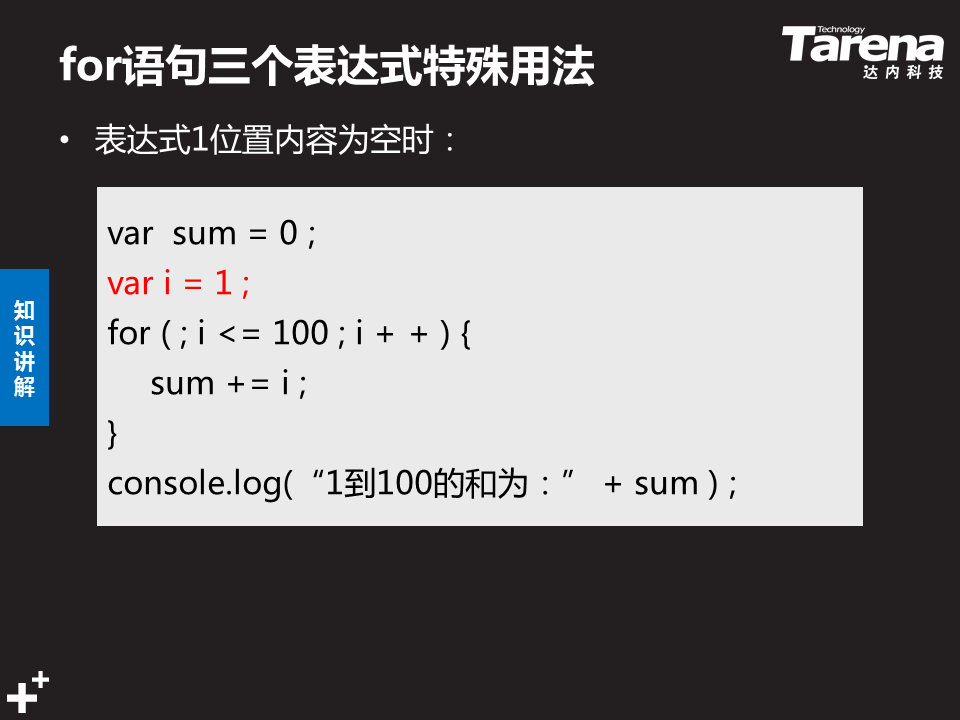 for语句三个表达式特殊用法
Technology
Tarena
达内科技
• 表达式1位置内容为空时：
var  sum = 0 ;
var i = 1 ;
for ( ; i <= 100 ; i + + ) {
sum += i ;
}
console.log(“1到100的和为：” + sum ) ;
知
识
讲
解